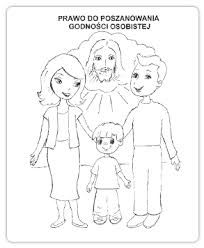 PRAWO DO POSZANOWANIA
GODNOŚCI OSOBISTEJ